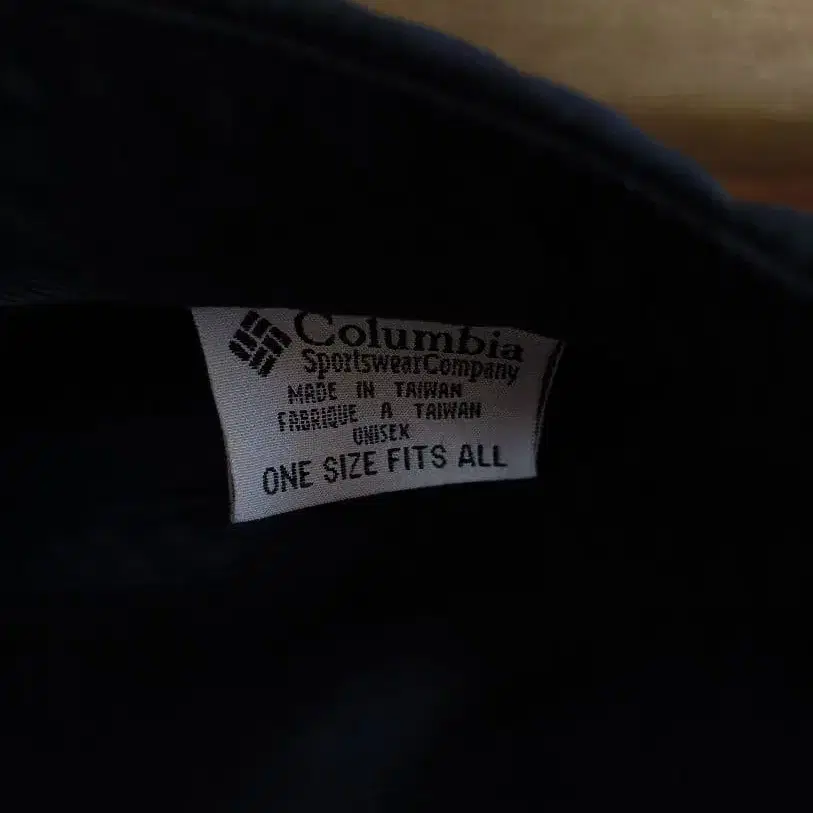 Columbia
SportswearCompany
MADE IN TAIWAN
FABRIQUE A TAIWAN
UNISEX
ONE SIZE FITS ALL